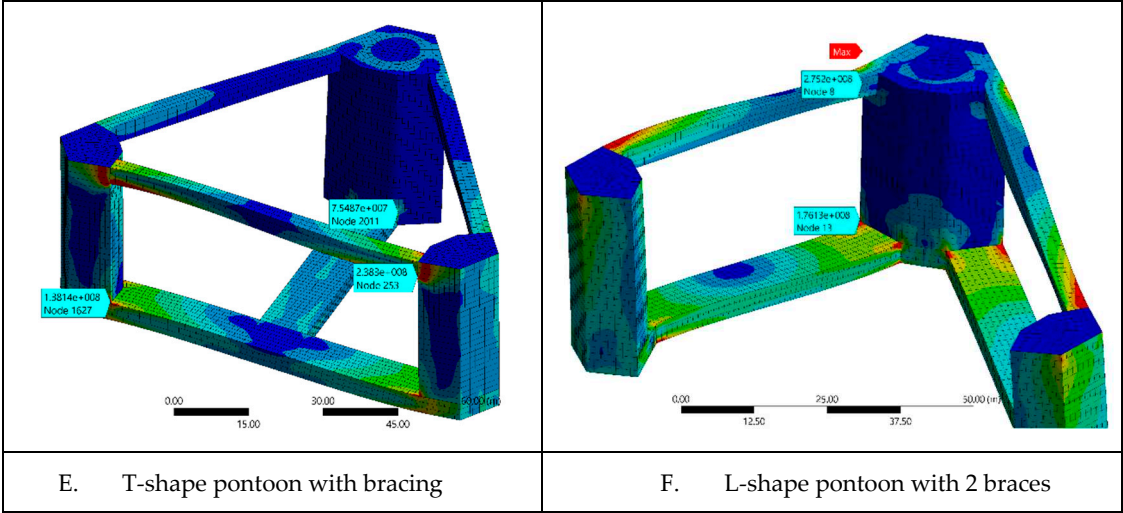 7.5487e+007
Node 2011
2.383e+008
Node 253
1.3814e+008
Node 1627
0.00
30.00
60.00 (m)
15.00
45.00
E. T-shape pontoon with bracing
Max
2.752e+008
Node 8
1.7613e+008
Node 13
0.00
25.00
50.00 (m)
12.50
37.50
F. L-shape pontoon with 2 braces